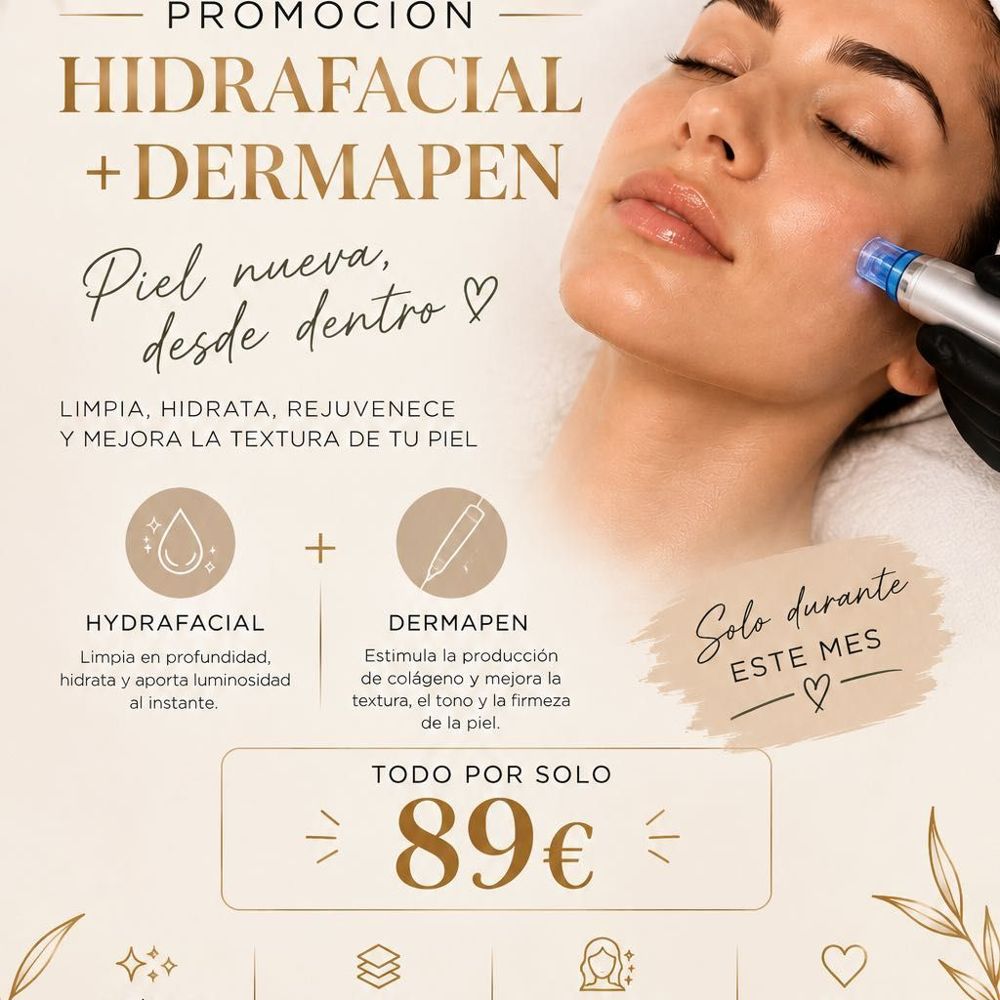 PROMOCIÓN
HIDRAFACIAL
+DERMAPEN
Piel nueva,
desde dentro
LIMPIA, HIDRATA, REJUVENECE
Y MEJORA LA TEXTURA DE TU PIEL
+
HYDRAFACIAL
Limpia en profundidad,
hidrata y aporta luminosidad
al instante.
DERMAPEN
Estimula la producción
de colágeno y mejora la
textura, el tono y la firmeza
de la piel.
Solo durante
ESTE MES
TODO POR SOLO
89€